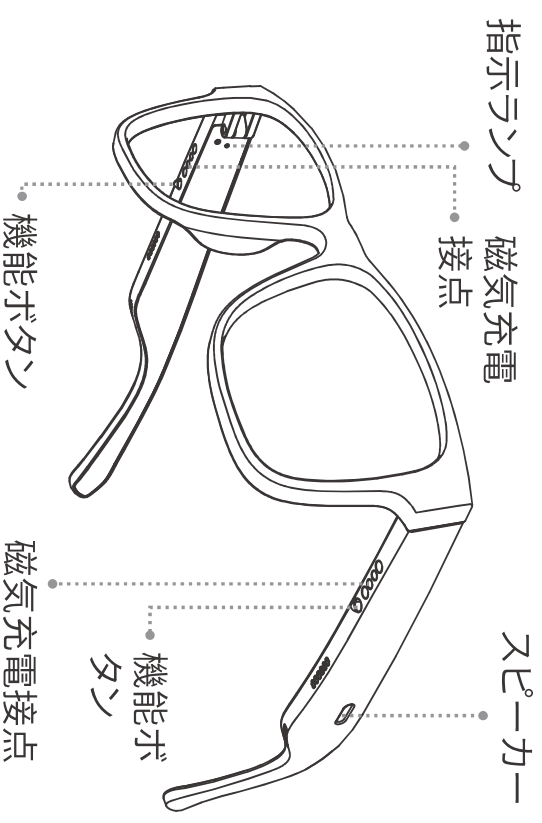 指示ランプ
磁気充電
接点
機能ボタン
スピーカー
機能ボ
タン
磁気充電接点